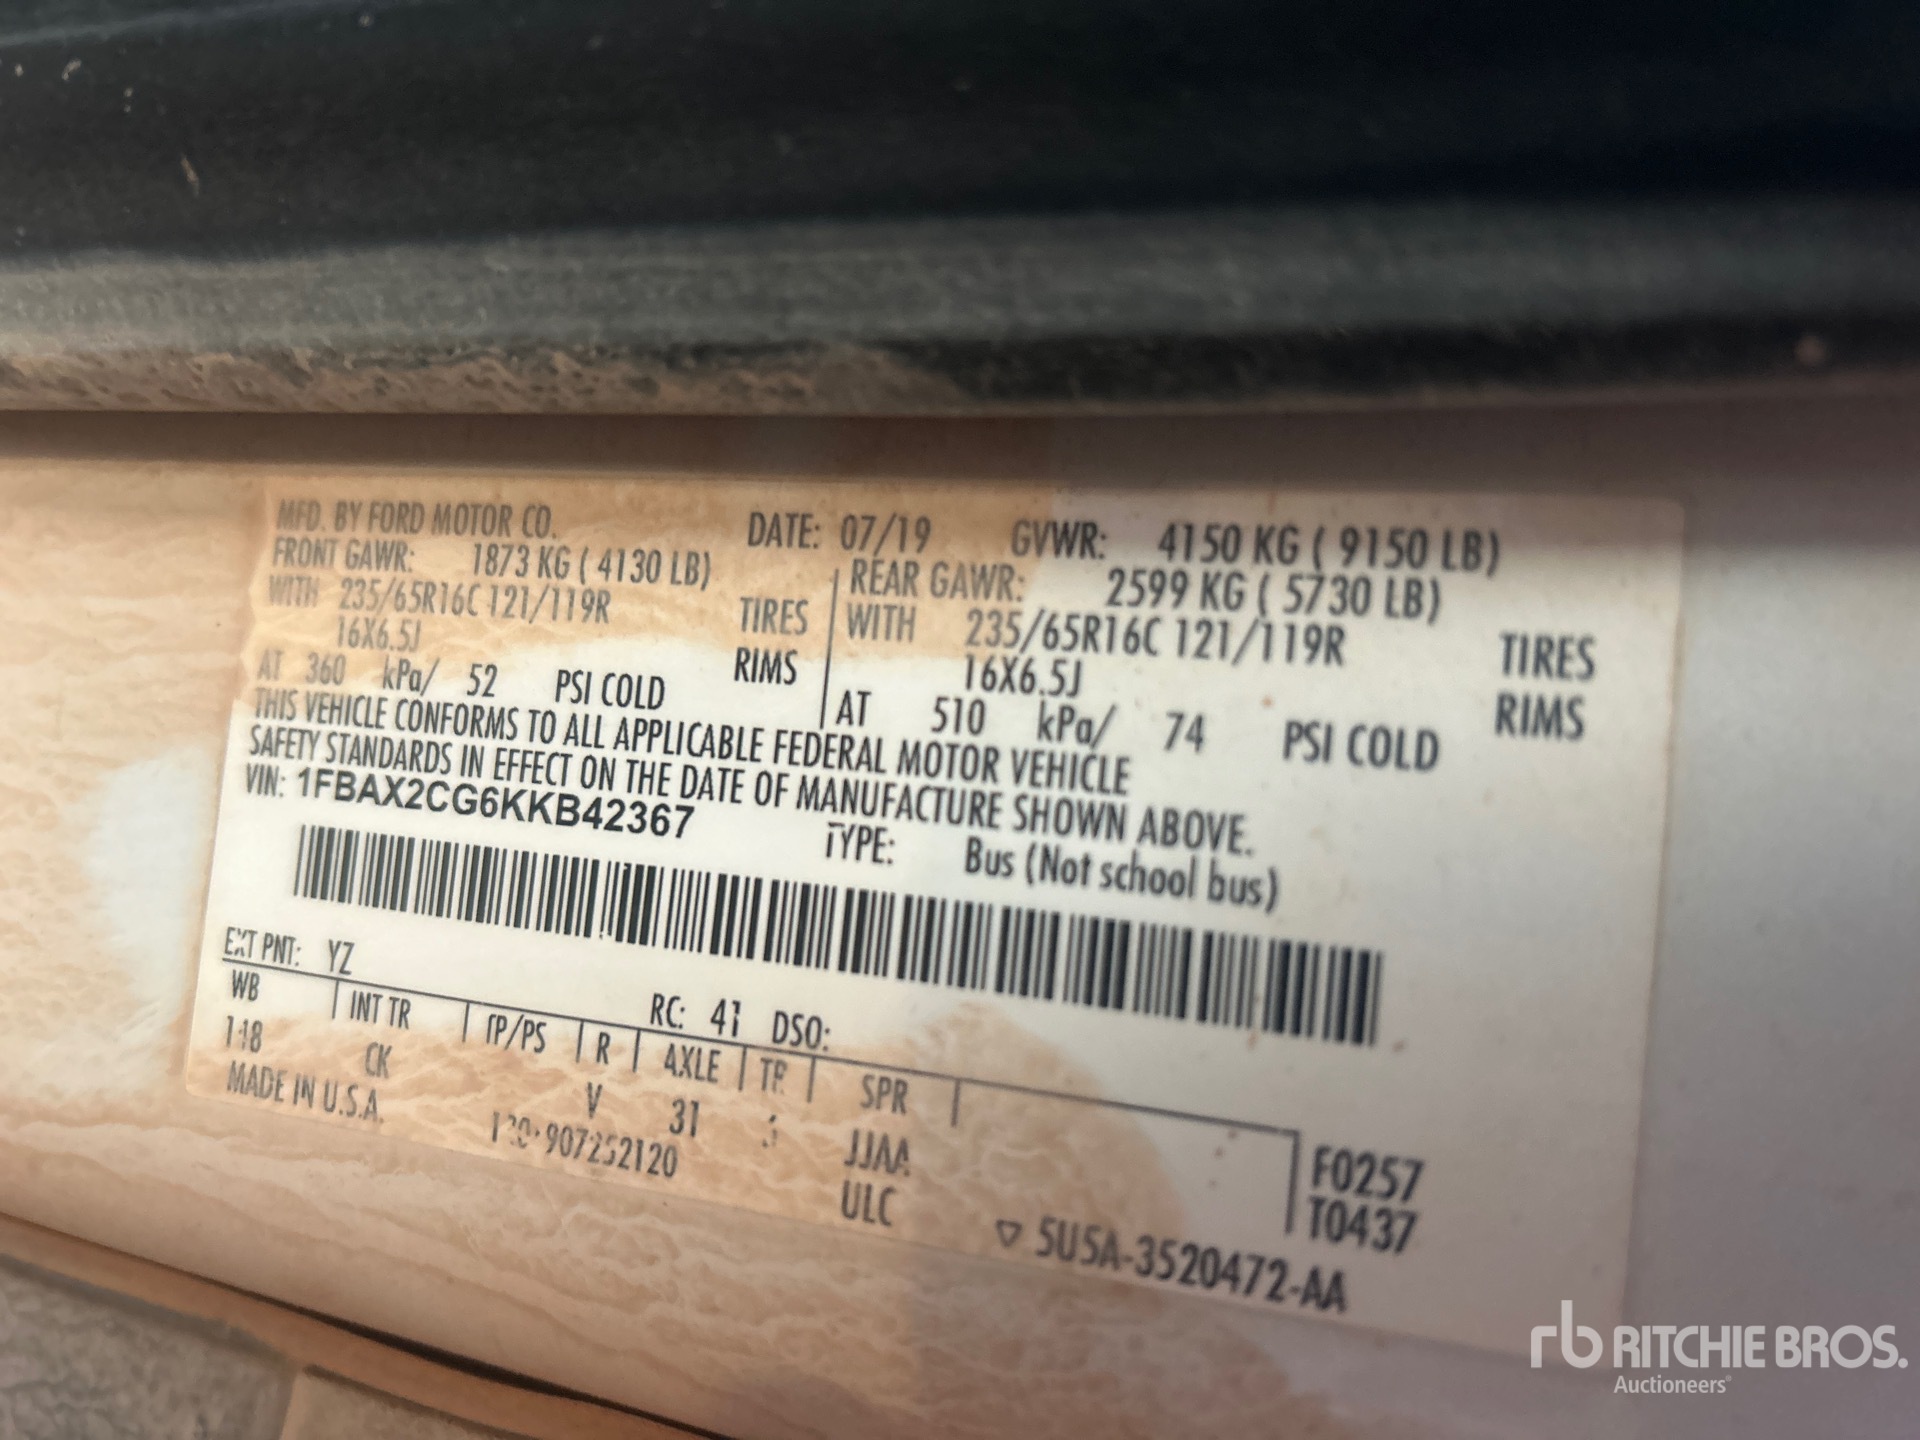 MFD. BY FORD MOTOR CO. DATE: 07/19 GVWR: 4150 KG ( 9150 LB)
FRONT GAWR: 1873 KG ( 4130 LB) REAR GAWR: 2599 KG ( 5730 LB)
WITH 235/65R16C 121/119R TIRES WITH 235/65R16C 121/119R TIRES
16X6.5J RIMS 16X6.5J RIMS
AT 360 kPa/ 52 PSI COLD AT 510 kPa/ 74 PSI COLD
THIS VEHICLE CONFORMS TO ALL APPLICABLE FEDERAL MOTOR VEHICLE
SAFETY STANDARDS IN EFFECT ON THE DATE OF MANUFACTURE SHOWN ABOVE.
VIN: 1FBAX2CG6KKB42367 TYPE: Bus (Not school bus)
EXT PNT: YZ RC: 41 DSO:
WB INT TR TP/PS R AXLE TR SPR
CK V 31 JJAA F0257
MADE IN U.S.A. ULC T0437
▽ 5U5A-3520472-AA
rb RITCHIE BROS.
Auctioneers